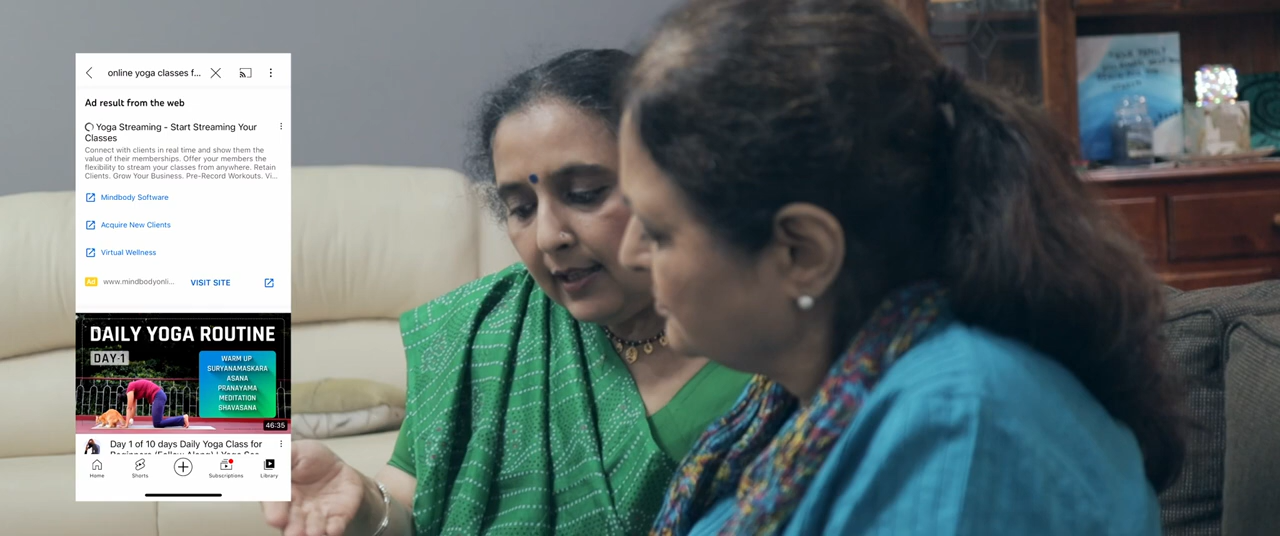 online yoga classes f...
Ad result from the web
Yoga Streaming - Start Streaming Your
Classes
Connect with clients in real time and show them the
value of their memberships. Offer your members the
flexibility to stream your classes from anywhere. Retain
Clients. Grow Your Business. Pre-Record Workouts. Vi...
Mindbody Software
Acquire New Clients
Virtual Wellness
Ad www.mindbodyonli... VISIT SITE
DAILY YOGA ROUTINE
DAY-1
WARM UP
SURYANAMASKARA
ASANA
PRANAYAMA
MEDITATION
SHAVASANA
46:35
Day 1 of 10 days Daily Yoga Class for
Beginners (Follow Along) | Yoga
Home Shorts Subscriptions Library